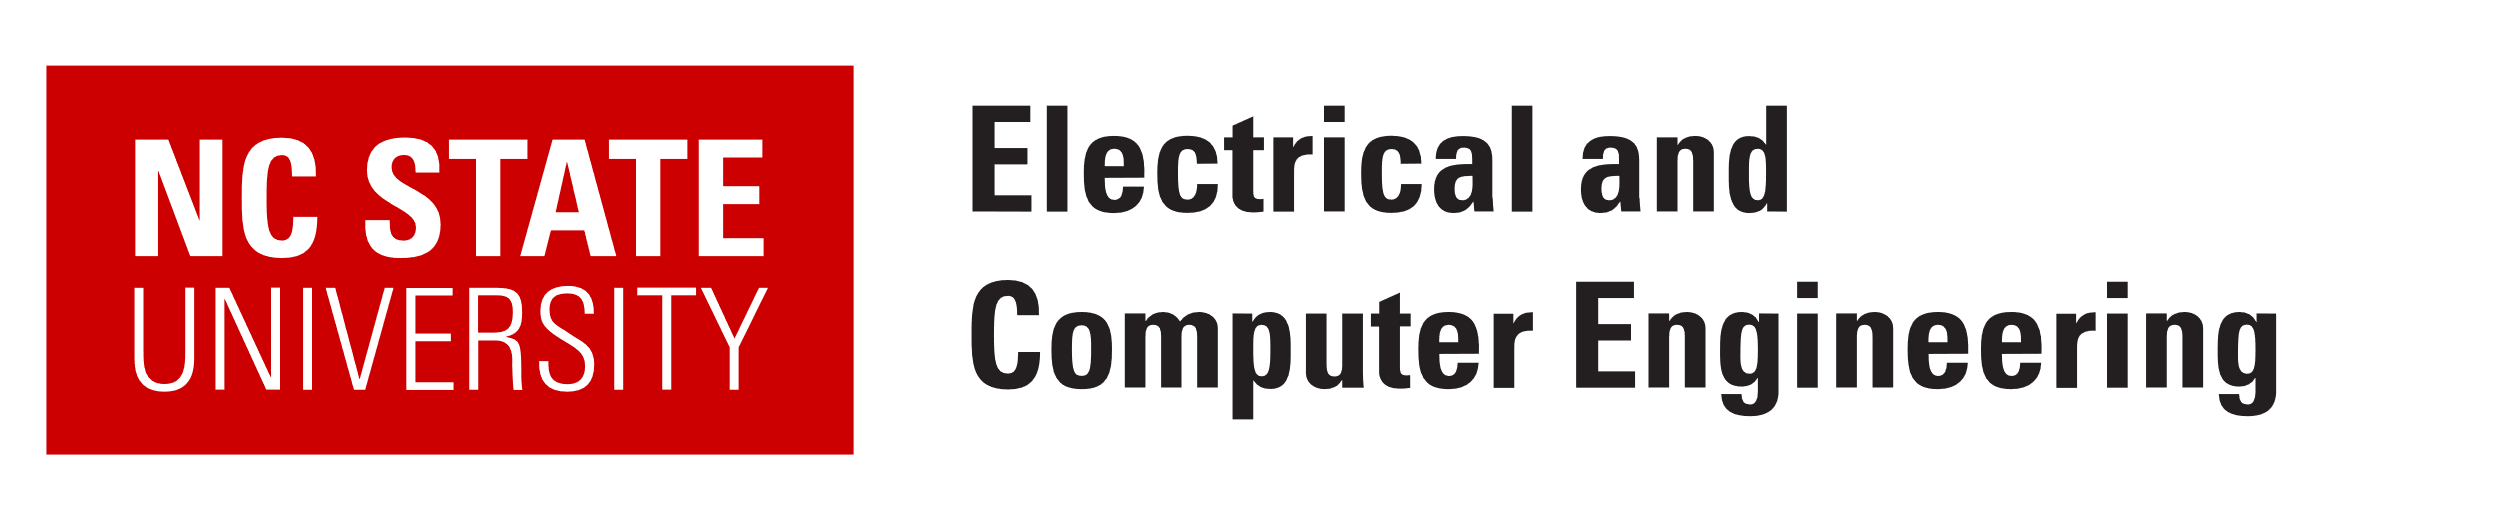 NC STATE
UNIVERSITY
Electrical and
Computer Engineering